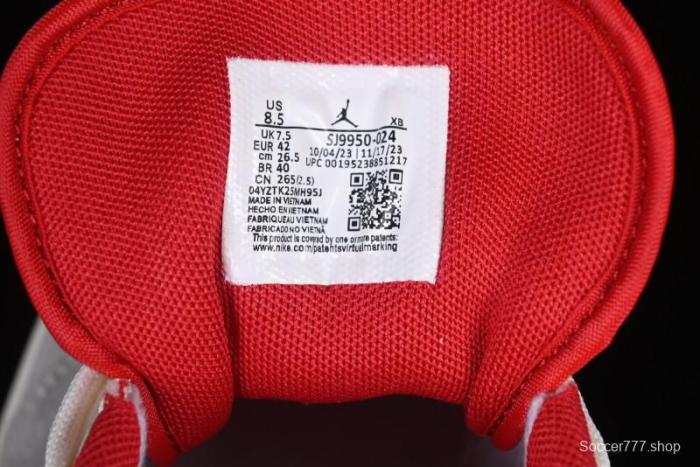 US
8.5
XB
UK 7.5
SJ9950-024
EUR 42
10/04/23 | 11/17/23
cm 26.5
UPC 00195238851217
BR 40
CN 265(2.5)
04YZTK25MH95J
MADE IN VIETNAM
HECHO EN VIETNAM
FABRIQUE AU VIETNAM
FABRICADO NO VIETNÃ
This product is covered by one or more patents:
www.nike.com/patentsvirtualmarking
Soccer777.shop